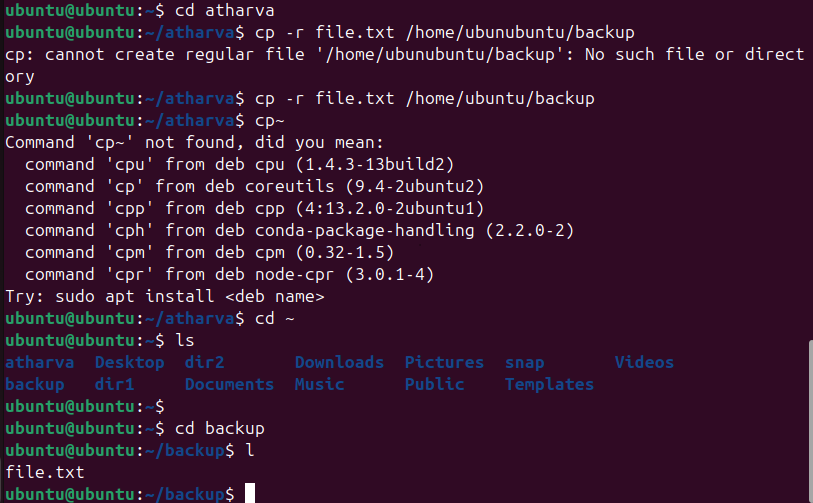 ubuntu@ubuntu:~$ cd atharva
ubuntu@ubuntu:~/atharva$ cp -r file.txt /home/ubunubuntu/backup
cp: cannot create regular file '/home/ubunubuntu/backup': No such file or direct
ory
ubuntu@ubuntu:~/atharva$ cp -r file.txt /home/ubuntu/backup
ubuntu@ubuntu:~/atharva$ cp~
Command 'cp~' not found, did you mean:
  command 'cpu' from deb cpu (1.4.3-13build2)
  command 'cp' from deb coreutils (9.4-2ubuntu2)
  command 'cpp' from deb cpp (4:13.2.0-2ubuntu1)
  command 'cph' from deb conda-package-handling (2.2.0-2)
  command 'cpm' from deb cpm (0.32-1.5)
  command 'cpr' from deb node-cpr (3.0.1-4)
Try: sudo apt install <deb name>
ubuntu@ubuntu:~/atharva$ cd ~
ubuntu@ubuntu:~$ ls
atharva  Desktop  dir2       Downloads  Pictures  snap       Videos
backup   dir1     Documents  Music      Public    Templates
ubuntu@ubuntu:~$
ubuntu@ubuntu:~$ cd backup
ubuntu@ubuntu:~/backup$ l
file.txt
ubuntu@ubuntu:~/backup$